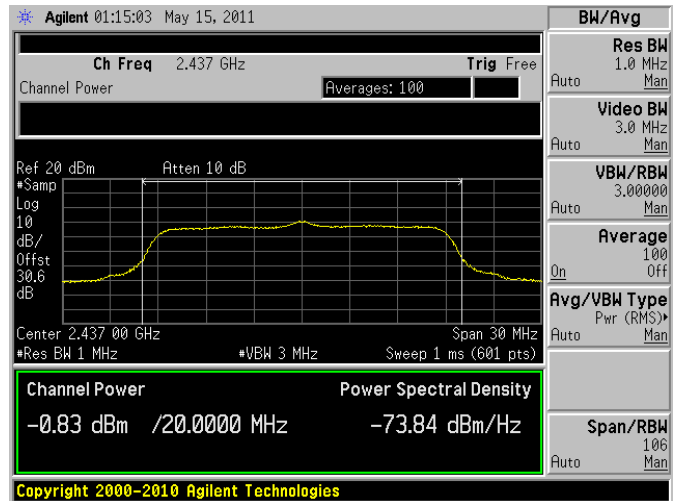 Agilent 01:15:03 May 15, 2011
BW/Avg
Ch Freq 2.437 GHz Trig Free
Channel Power Averages: 100
Res BW
1.0 MHz
Auto Man
Video BW
3.0 MHz
Auto Man
VBW/RBW
3.00000
Auto Man
Average
100
On Off
Avg/VBW Type
Pwr (RMS)
Auto Man
Span/RBW
106
Auto Man
Ref 20 dBm Atten 10 dB
#Samp
Log
10
dB/
Offst
30.6
dB
Center 2.437 00 GHz Span 30 MHz
#Res BW 1 MHz #VBW 3 MHz Sweep 1 ms (601 pts)
Channel Power Power Spectral Density
-0.83 dBm /20.0000 MHz -73.84 dBm/Hz
Copyright 2000-2010 Agilent Technologies